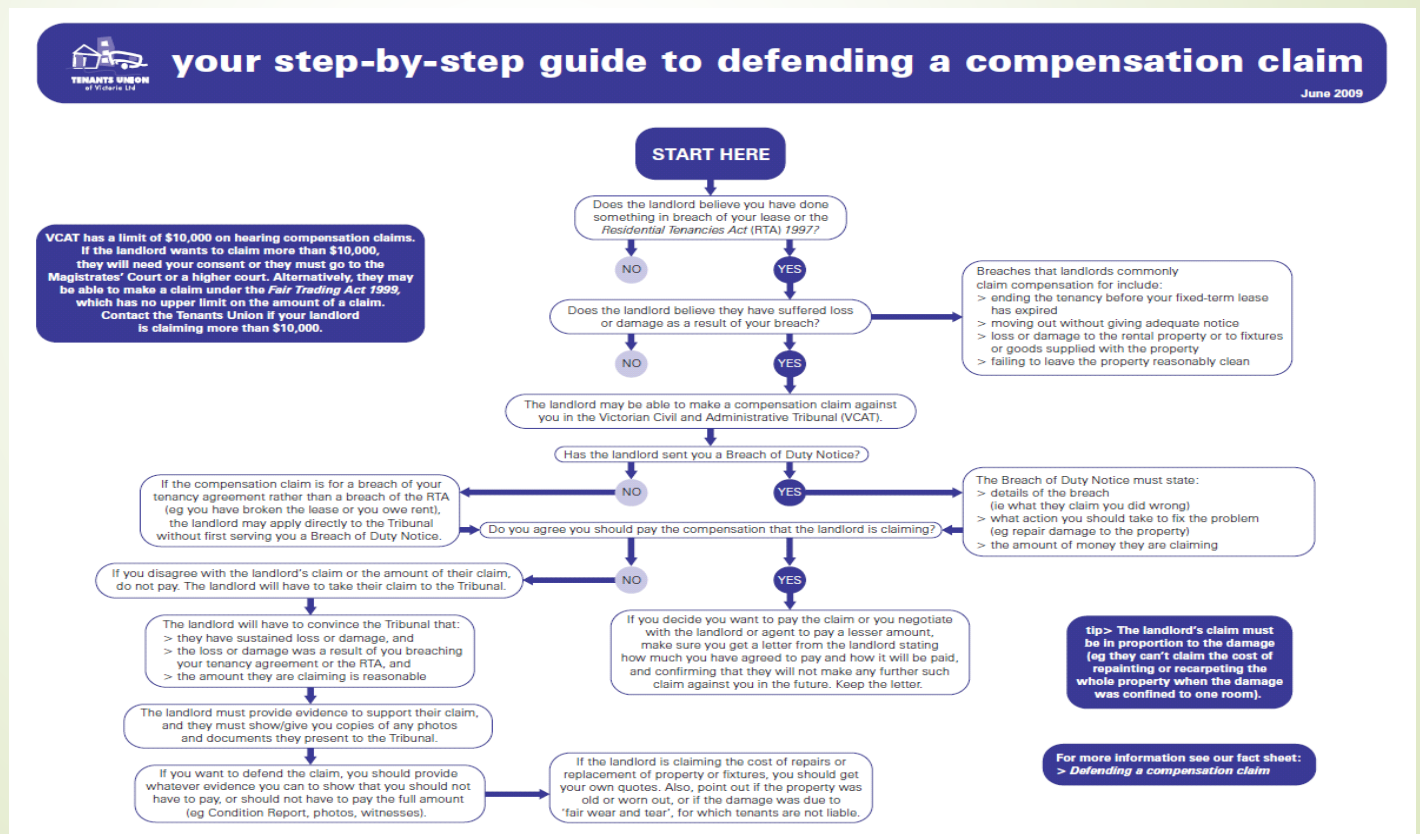 TENANTS UNION
of Victoria Ltd
your step-by-step guide to defending a compensation claim
June 2009
START HERE
Does the landlord believe you have done
something in breach of your lease or the
Residential Tenancies Act (RTA) 1997?
NO
YES
VCAT has a limit of $10,000 on hearing compensation claims.
If the landlord wants to claim more than $10,000,
they will need your consent or they must go to the
Magistrates' Court or a higher court. Alternatively, they may
be able to make a claim under the Fair Trading Act 1999,
which has no upper limit on the amount of a claim.
Contact the Tenants Union if your landlord
is claiming more than $10,000.
Does the landlord believe they have suffered loss
or damage as a result of your breach?
Breaches that landlords commonly
claim compensation for include:
> ending the tenancy before your fixed-term lease
has expired
> moving out without giving adequate notice
> loss or damage to the rental property or to fixtures
or goods supplied with the property
> failing to leave the property reasonably clean
NO
YES
The landlord may be able to make a compensation claim against
you in the Victorian Civil and Administrative Tribunal (VCAT).
Has the landlord sent you a Breach of Duty Notice?
NO
YES
If the compensation claim is for a breach of your
tenancy agreement rather than a breach of the RTA
(eg you have broken the lease or you owe rent),
the landlord may apply directly to the Tribunal
without first serving you a Breach of Duty Notice.
The Breach of Duty Notice must state:
> details of the breach
(ie what they claim you did wrong)
> what action you should take to fix the problem
(eg repair damage to the property)
> the amount of money they are claiming
Do you agree you should pay the compensation that the landlord is claiming?
NO
YES
If you disagree with the landlord's claim or the amount of their claim,
do not pay. The landlord will have to take their claim to the Tribunal.
The landlord will have to convince the Tribunal that:
> they have sustained loss or damage, and
> the loss or damage was a result of you breaching
your tenancy agreement or the RTA, and
> the amount they are claiming is reasonable
If you decide you want to pay the claim or you negotiate
with the landlord or agent to pay a lesser amount,
make sure you get a letter from the landlord stating
how much you have agreed to pay and how it will be paid,
and confirming that they will not make any further such
claim against you in the future. Keep the letter.
tip> The landlord's claim must
be in proportion to the damage
(eg they can't claim the cost of
repainting or recarpeting the
whole property when the damage
was confined to one room).
The landlord must provide evidence to support their claim,
and they must show/give you copies of any photos
and documents they present to the Tribunal.
If you want to defend the claim, you should provide
whatever evidence you can to show that you should not
have to pay, or should not have to pay the full amount
(eg Condition Report, photos, witnesses).
If the landlord is claiming the cost of repairs or
replacement of property or fixtures, you should get
your own quotes. Also, point out if the property was
old or worn out, or if the damage was due to
'fair wear and tear', for which tenants are not liable.
For more information see our fact sheet:
> Defending a compensation claim